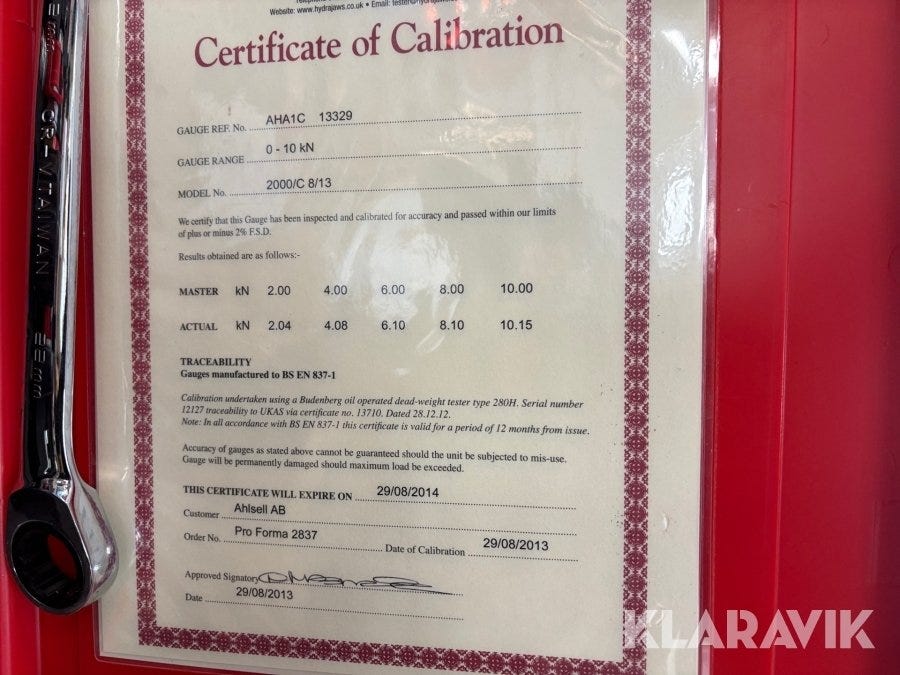 Website: www.hydrajaws.co.uk • Email:
Certificate of Calibration
GAUGE REF. No. AHA1C 13329
GAUGE RANGE 0 - 10 kN
MODEL No. 2000/C 8/13
We certify that this Gauge has been inspected and calibrated for accuracy and passed within our limits
of plus or minus 2% F.S.D.
Results obtained are as follows:-
MASTER kN 2.00 4.00 6.00 8.00 10.00
ACTUAL kN 2.04 4.08 6.10 8.10 10.15
TRACEABILITY
Gauges manufactured to BS EN 837-1
Calibration undertaken using a Budenberg oil operated dead-weight tester type 280H. Serial number
12127 traceability to UKAS via certificate no. 13710. Dated 28.12.12.
Note: In all accordance with BS EN 837-1 this certificate is valid for a period of 12 months from issue.
Accuracy of gauges as stated above cannot be guaranteed should the unit be subjected to mis-use.
Gauge will be permanently damaged should maximum load be exceeded.
THIS CERTIFICATE WILL EXPIRE ON 29/08/2014
Customer Ahlsell AB
Order No. Pro Forma 2837 Date of Calibration 29/08/2013
Approved Signatory
Date 29/08/2013
CR-V TAIWAN
KLARAVIK